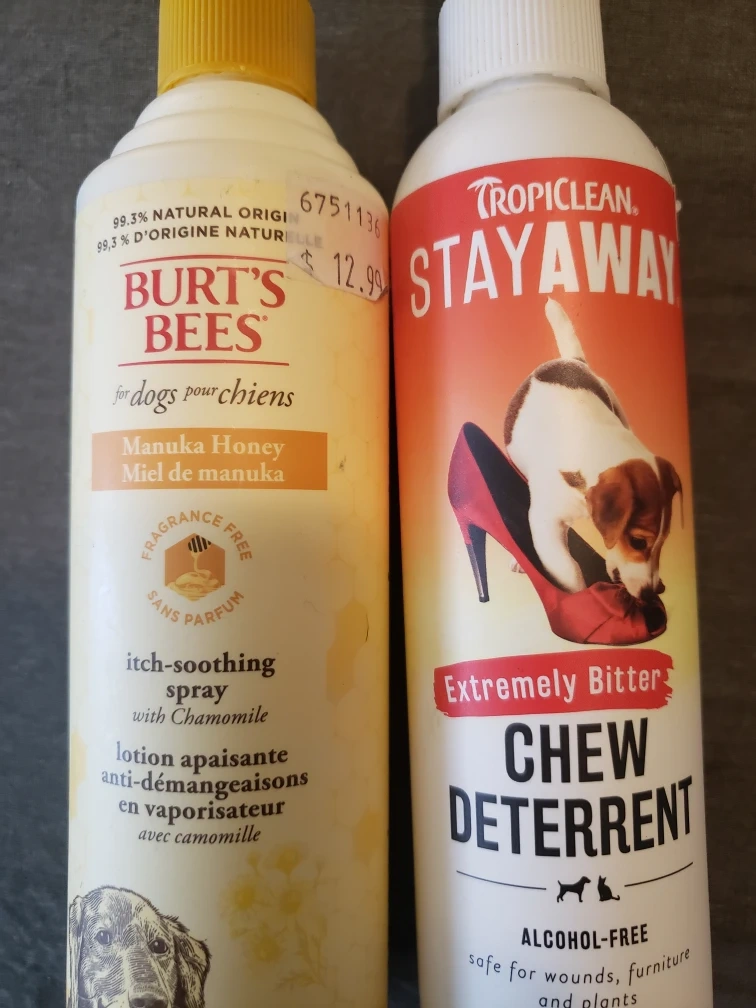 99.3% NATURAL ORIGIN
99,3 % D'ORIGINE NATURELLE
6751136
$ 12.99
BURT'S
BEES®
for dogs pour chiens
Manuka Honey
Miel de manuka
FRAGRANCE FREE
SANS PARFUM
itch-soothing
spray
with Chamomile
lotion apaisante
anti-démangeaisons
en vaporisateur
avec camomille
TROPICLEAN®
STAYAWAY
Extremely Bitter
CHEW
DETERRENT
ALCOHOL-FREE
safe for wounds, furniture
and plants